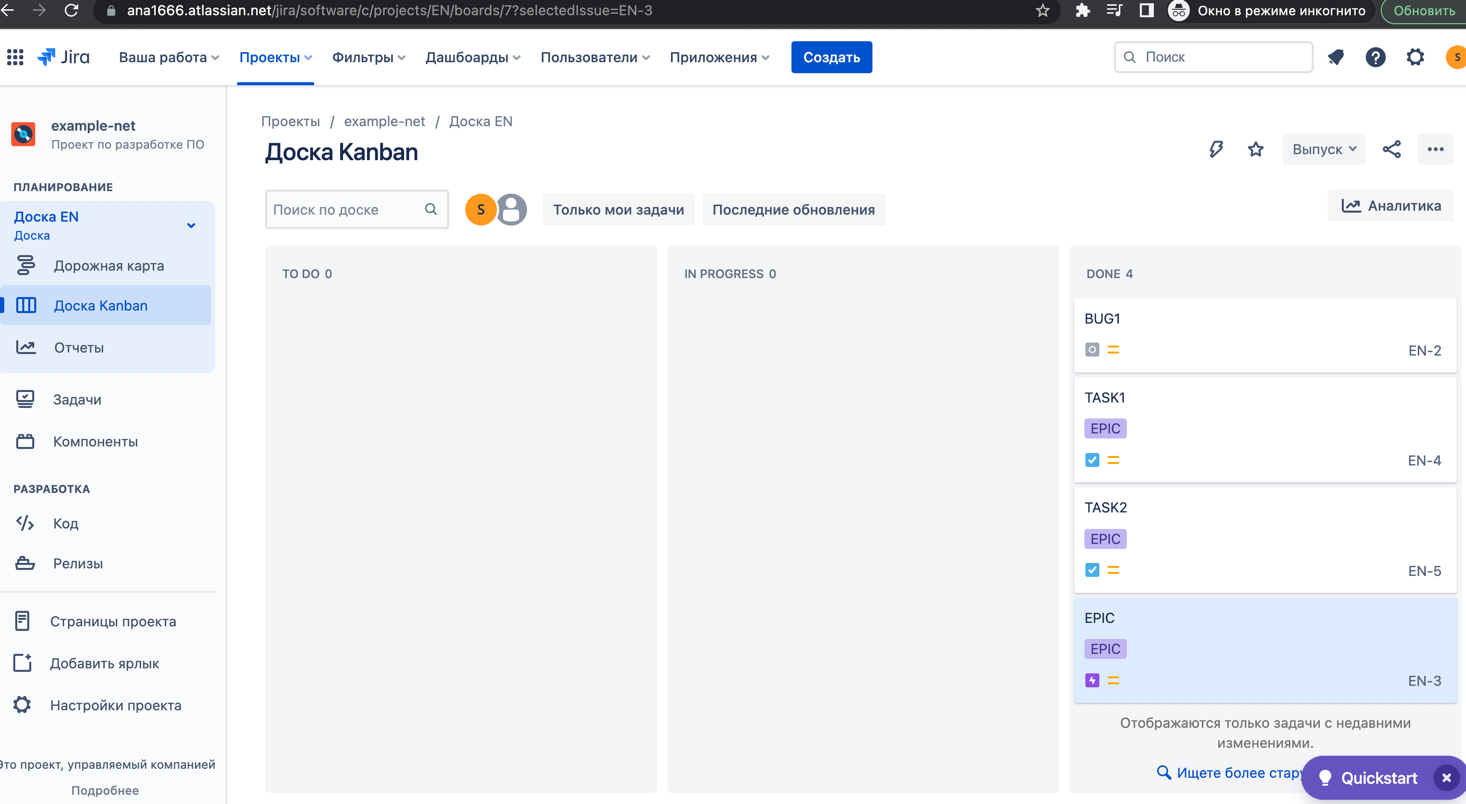 ana1666.atlassian.net/jira/software/c/projects/EN/boards/7?selectedIssue=EN-3
Окно в режиме инкогнито
Обновить
Jira
Ваша работа
Проекты
Фильтры
Дашборды
Пользователи
Приложения
Создать
Поиск
S
example-net
Проект по разработке ПО
ПЛАНИРОВАНИЕ
Доска EN
Доска
Дорожная карта
Доска Kanban
Отчеты
Задачи
Компоненты
РАЗРАБОТКА
Код
Релизы
Страницы проекта
Добавить ярлык
Настройки проекта
Это проект, управляемый компанией
Подробнее
Проекты / example-net / Доска EN
Доска Kanban
Выпуск
Поиск по доске
S
Только мои задачи
Последние обновления
Аналитика
TO DO 0
IN PROGRESS 0
DONE 4
BUG1
EN-2
TASK1
EPIC
EN-4
TASK2
EPIC
EN-5
EPIC
EPIC
EN-3
Отображаются только задачи с недавними
изменениями.
Ищете более стару
Quickstart